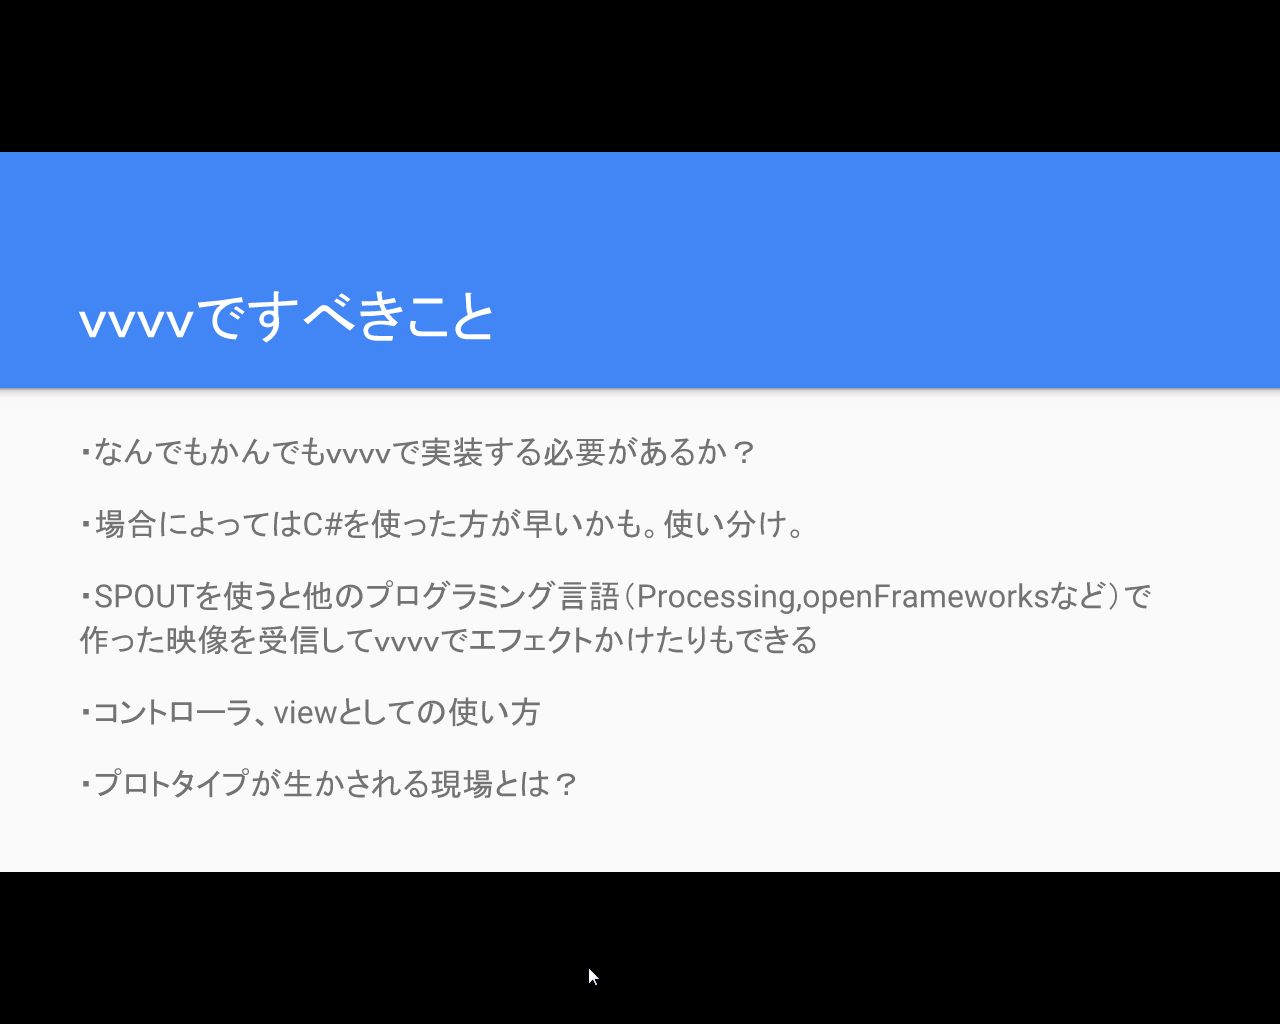 vvvvですべきこと
・なんでもかんでもvvvvで実装する必要があるか？
・場合によってはC#を使った方が早いかも。使い分け。
・SPOUTを使うと他のプログラミング言語（Processing,openFrameworksなど）で
作った映像を受信してvvvvでエフェクトかけたりもできる
・コントローラ、viewとしての使い方
・プロトタイプが生かされる現場とは？